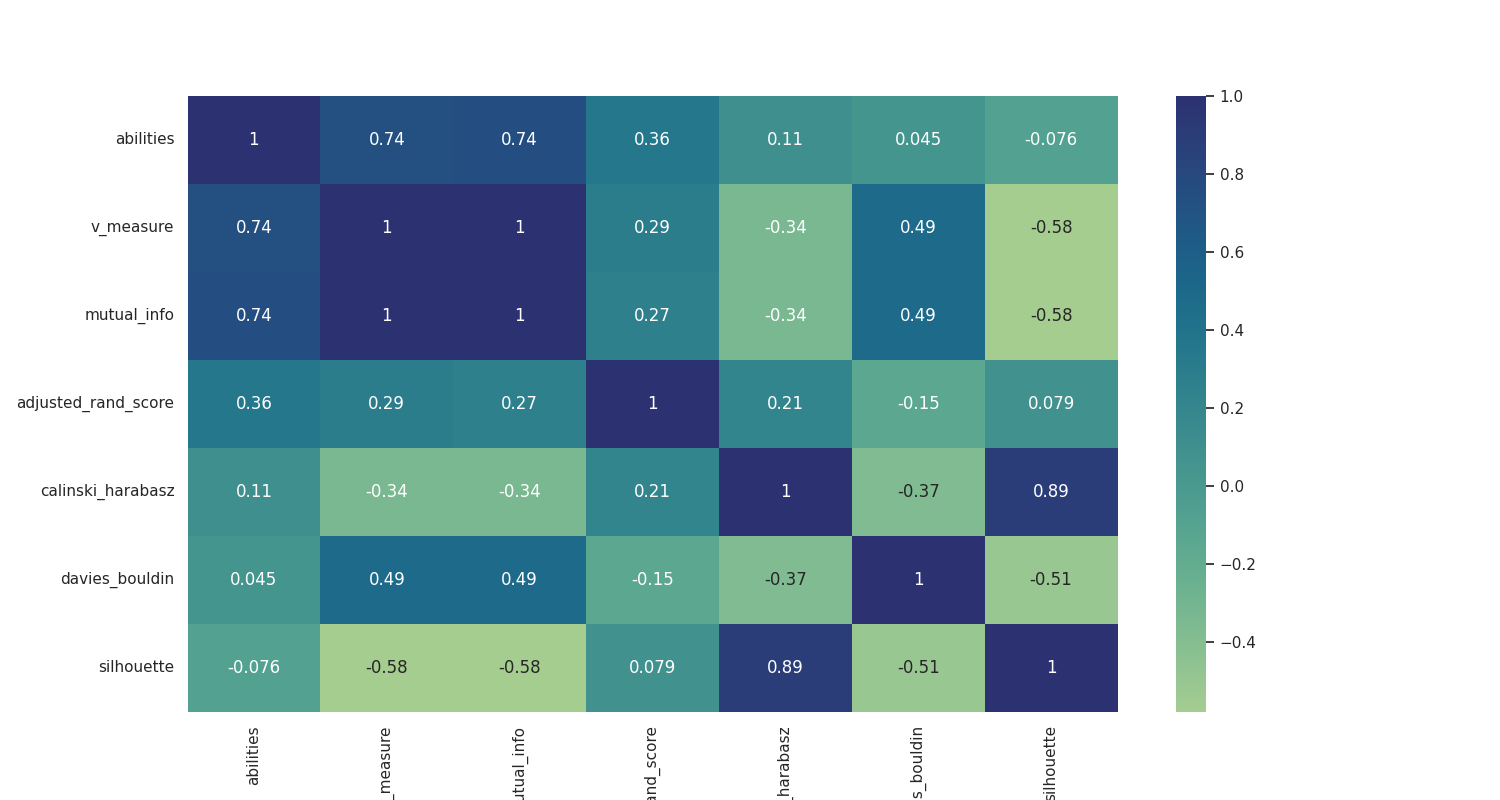 abilities 1 0.74 0.74 0.36 0.11 0.045 -0.076
v_measure 0.74 1 1 0.29 -0.34 0.49 -0.58
mutual_info 0.74 1 1 0.27 -0.34 0.49 -0.58
adjusted_rand_score 0.36 0.29 0.27 1 0.21 -0.15 0.079
calinski_harabasz 0.11 -0.34 -0.34 0.21 1 -0.37 0.89
davies_bouldin 0.045 0.49 0.49 -0.15 -0.37 1 -0.51
silhouette -0.076 -0.58 -0.58 0.079 0.89 -0.51 1
abilities
_measure
utual_info
and_score
_harabasz
s_bouldin
silhouette
1.0
0.8
0.6
0.4
0.2
0.0
−0.2
−0.4